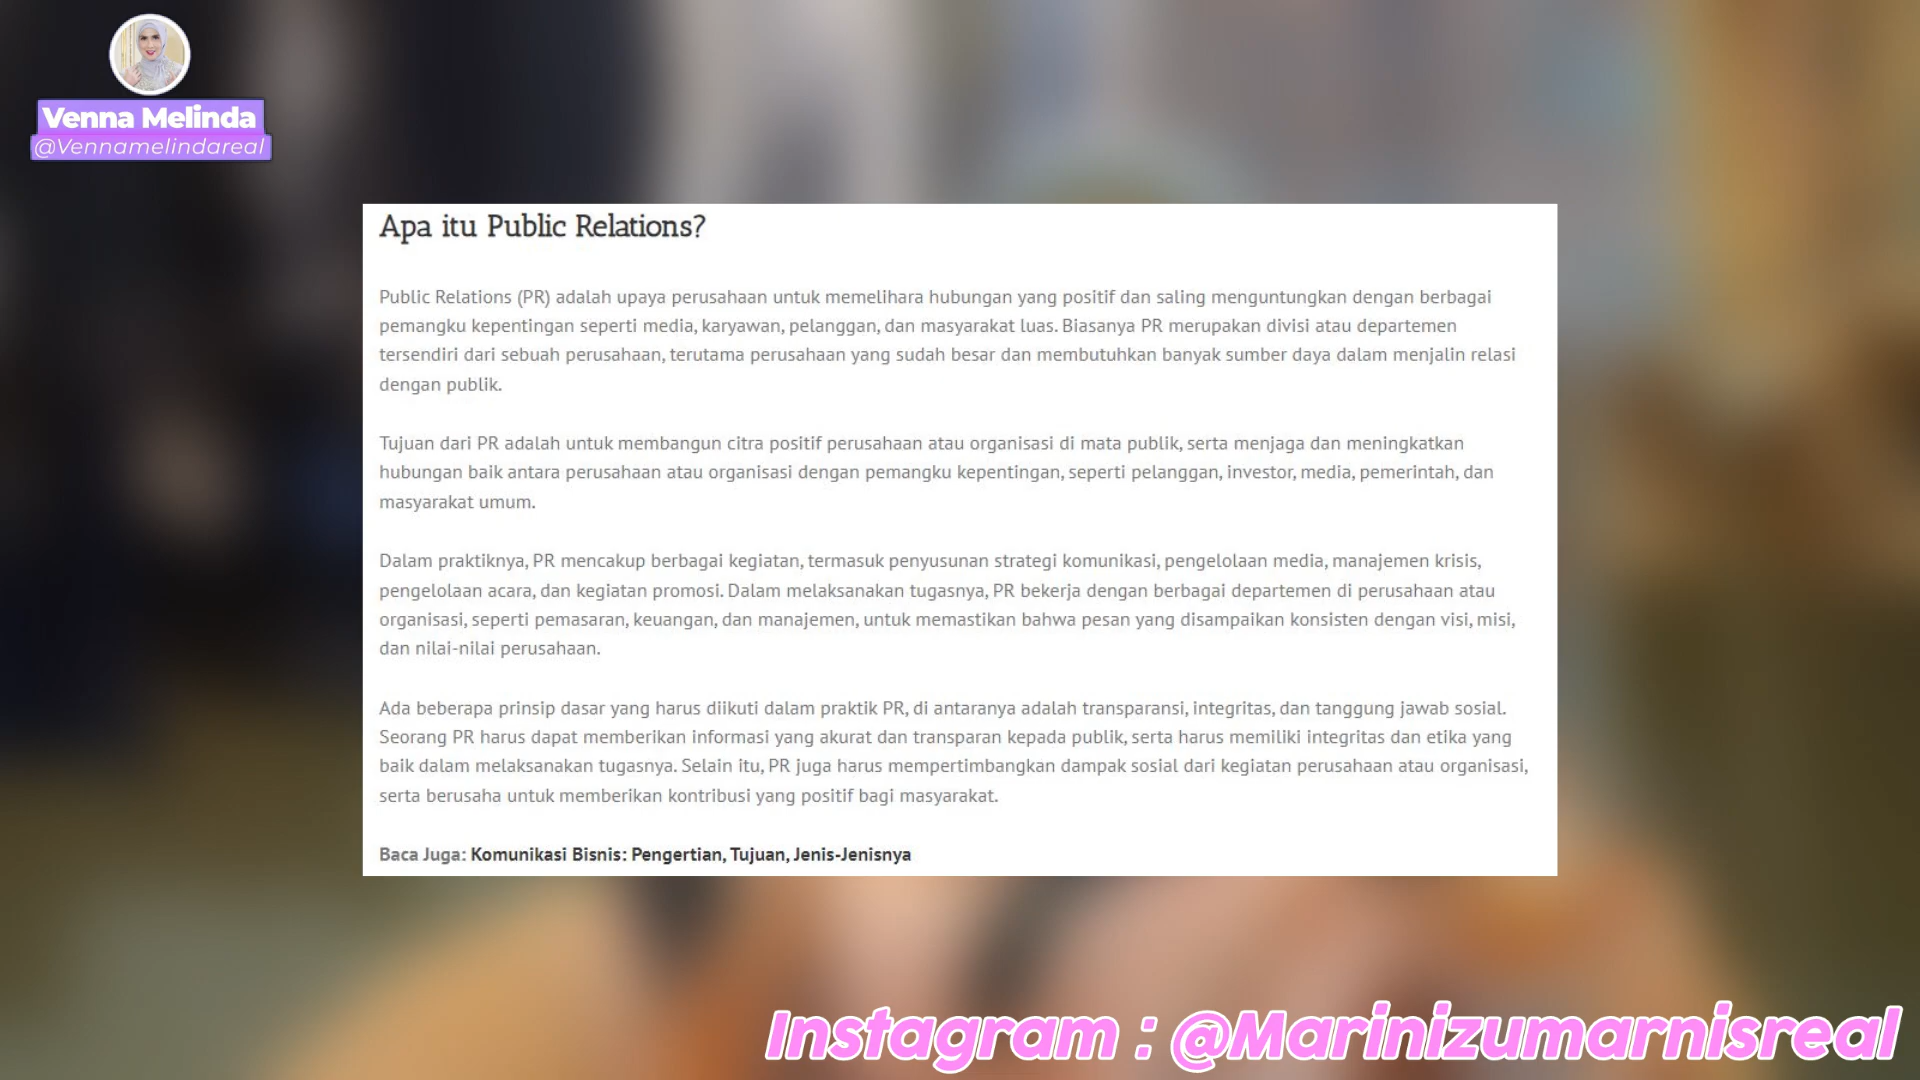 Venna Melinda
@Vennamelindareal
Apa itu Public Relations?
Public Relations (PR) adalah upaya perusahaan untuk memelihara hubungan yang positif dan saling menguntungkan dengan berbagai
pemangku kepentingan seperti media, karyawan, pelanggan, dan masyarakat luas. Biasanya PR merupakan divisi atau departemen
tersendiri dari sebuah perusahaan, terutama perusahaan yang sudah besar dan membutuhkan banyak sumber daya dalam menjalin relasi
dengan publik.
Tujuan dari PR adalah untuk membangun citra positif perusahaan atau organisasi di mata publik, serta menjaga dan meningkatkan
hubungan baik antara perusahaan atau organisasi dengan pemangku kepentingan, seperti pelanggan, investor, media, pemerintah, dan
masyarakat umum.
Dalam praktiknya, PR mencakup berbagai kegiatan, termasuk penyusunan strategi komunikasi, pengelolaan media, manajemen krisis,
pengelolaan acara, dan kegiatan promosi. Dalam melaksanakan tugasnya, PR bekerja dengan berbagai departemen di perusahaan atau
organisasi, seperti pemasaran, keuangan, dan manajemen, untuk memastikan bahwa pesan yang disampaikan konsisten dengan visi, misi,
dan nilai-nilai perusahaan.
Ada beberapa prinsip dasar yang harus diikuti dalam praktik PR, di antaranya adalah transparansi, integritas, dan tanggung jawab sosial.
Seorang PR harus dapat memberikan informasi yang akurat dan transparan kepada publik, serta harus memiliki integritas dan etika yang
baik dalam melaksanakan tugasnya. Selain itu, PR juga harus mempertimbangkan dampak sosial dari kegiatan perusahaan atau organisasi,
serta berusaha untuk memberikan kontribusi yang positif bagi masyarakat.
Baca Juga: Komunikasi Bisnis: Pengertian, Tujuan, Jenis-Jenisnya
Instagram : @Marinizumarnisreal